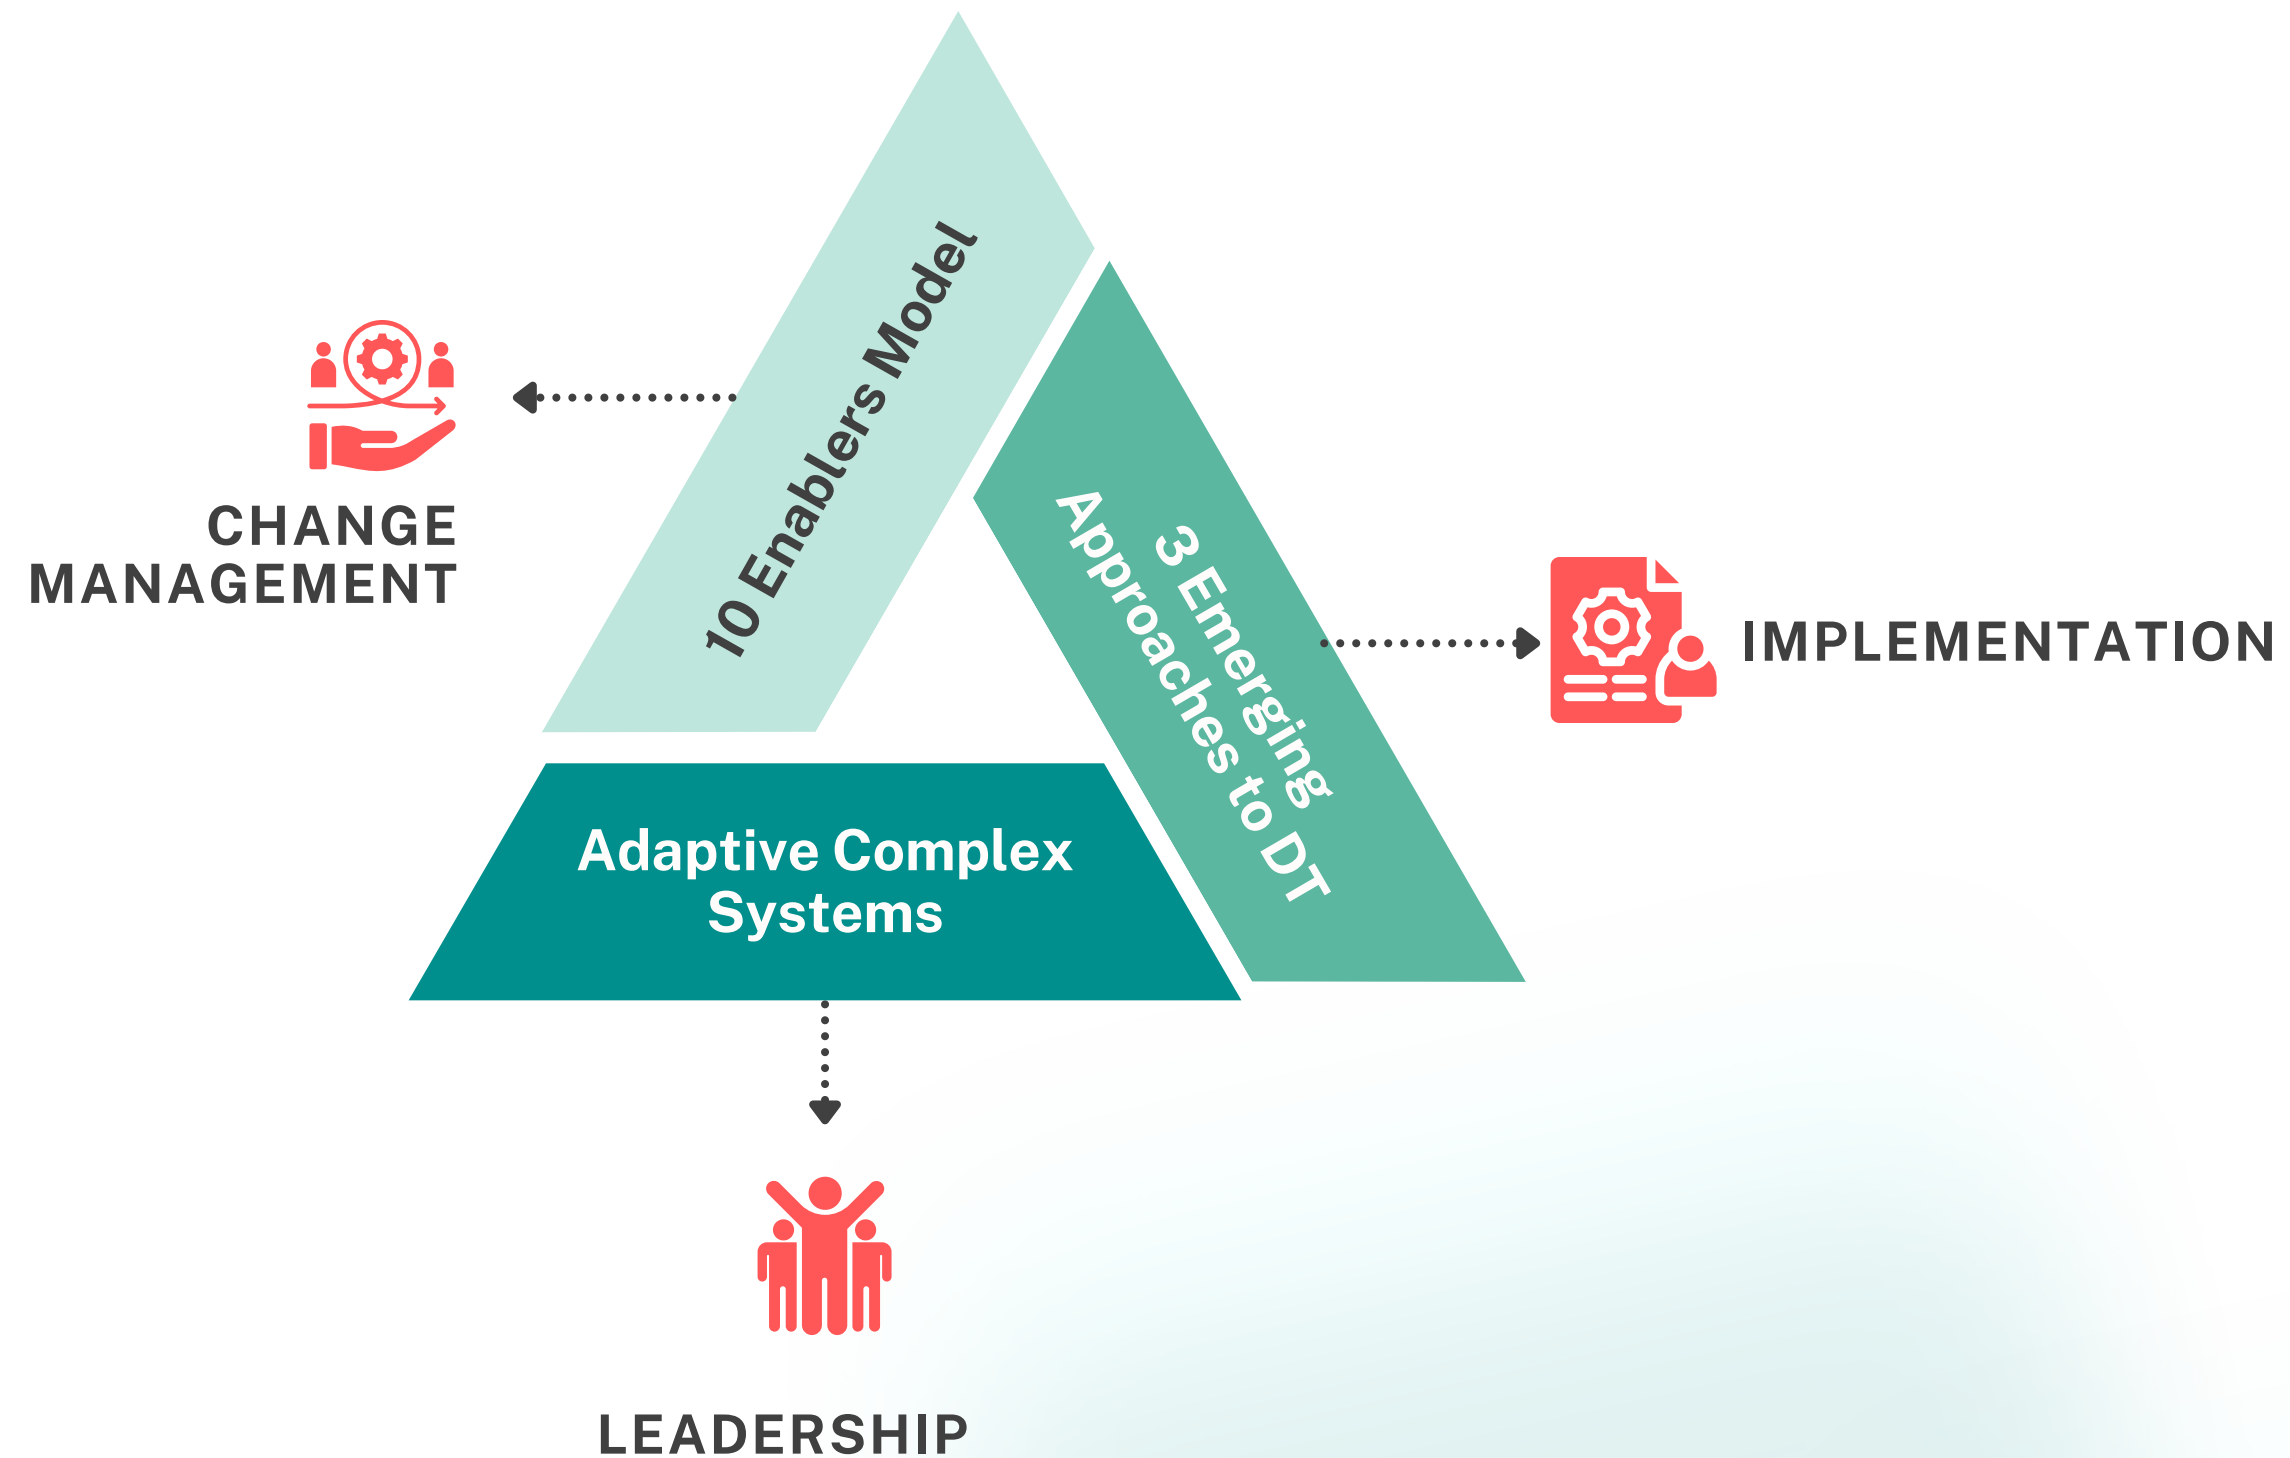 10 Enablers Model
CHANGE
MANAGEMENT
3 Emerging
Approaches to DT
IMPLEMENTATION
Adaptive Complex
Systems
LEADERSHIP